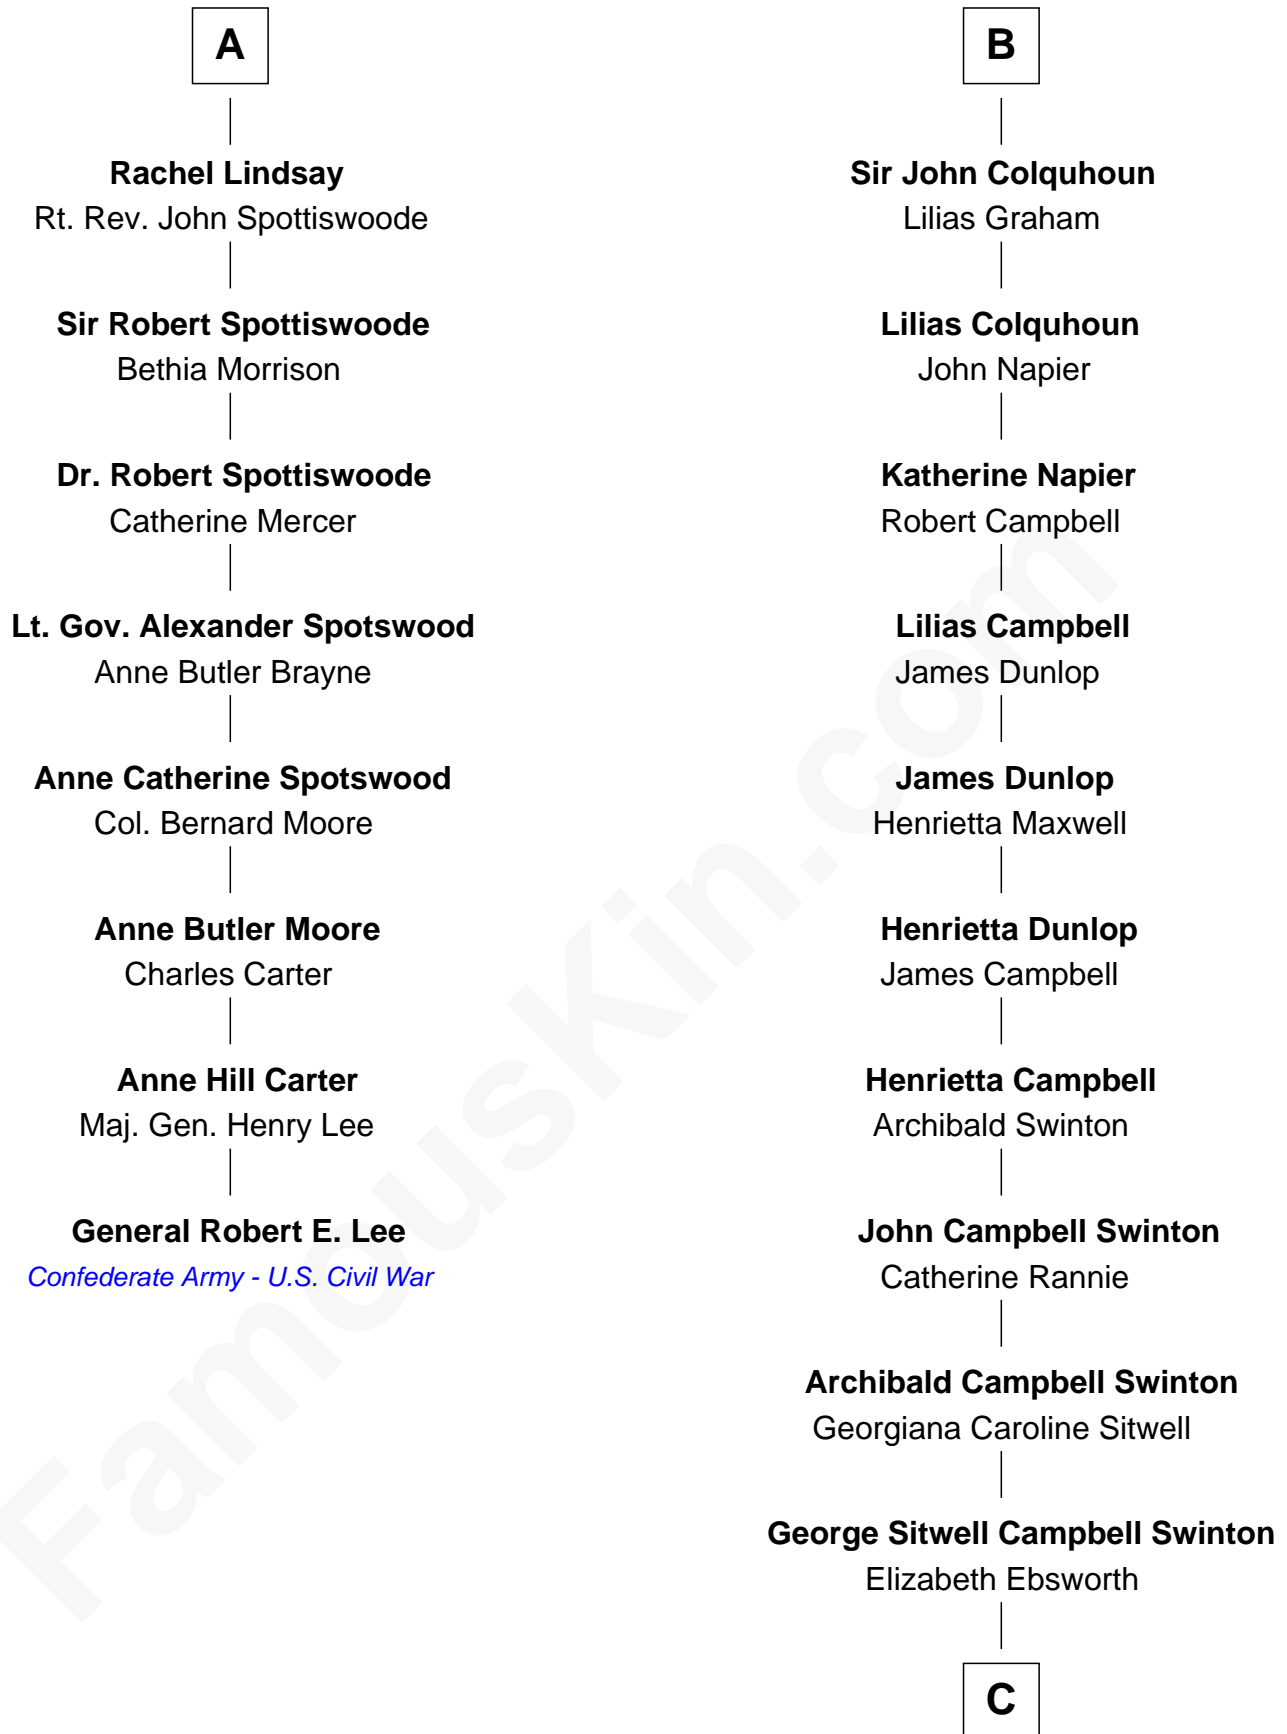 A
Rachel Lindsay
Rt. Rev. John Spottiswoode
Sir Robert Spottiswoode
Bethia Morrison
Dr. Robert Spottiswoode
Catherine Mercer
Lt. Gov. Alexander Spotswood
Anne Butler Brayne
Anne Catherine Spotswood
Col. Bernard Moore
Anne Butler Moore
Charles Carter
Anne Hill Carter
Maj. Gen. Henry Lee
General Robert E. Lee
Confederate Army - U.S. Civil War
B
Sir John Colquhoun
Lilias Graham
Lilias Colquhoun
John Napier
Katherine Napier
Robert Campbell
Lilias Campbell
James Dunlop
James Dunlop
Henrietta Maxwell
Henrietta Dunlop
James Campbell
Henrietta Campbell
Archibald Swinton
John Campbell Swinton
Catherine Rannie
Archibald Campbell Swinton
Georgiana Caroline Sitwell
George Sitwell Campbell Swinton
Elizabeth Ebsworth
C
FamousKin.com